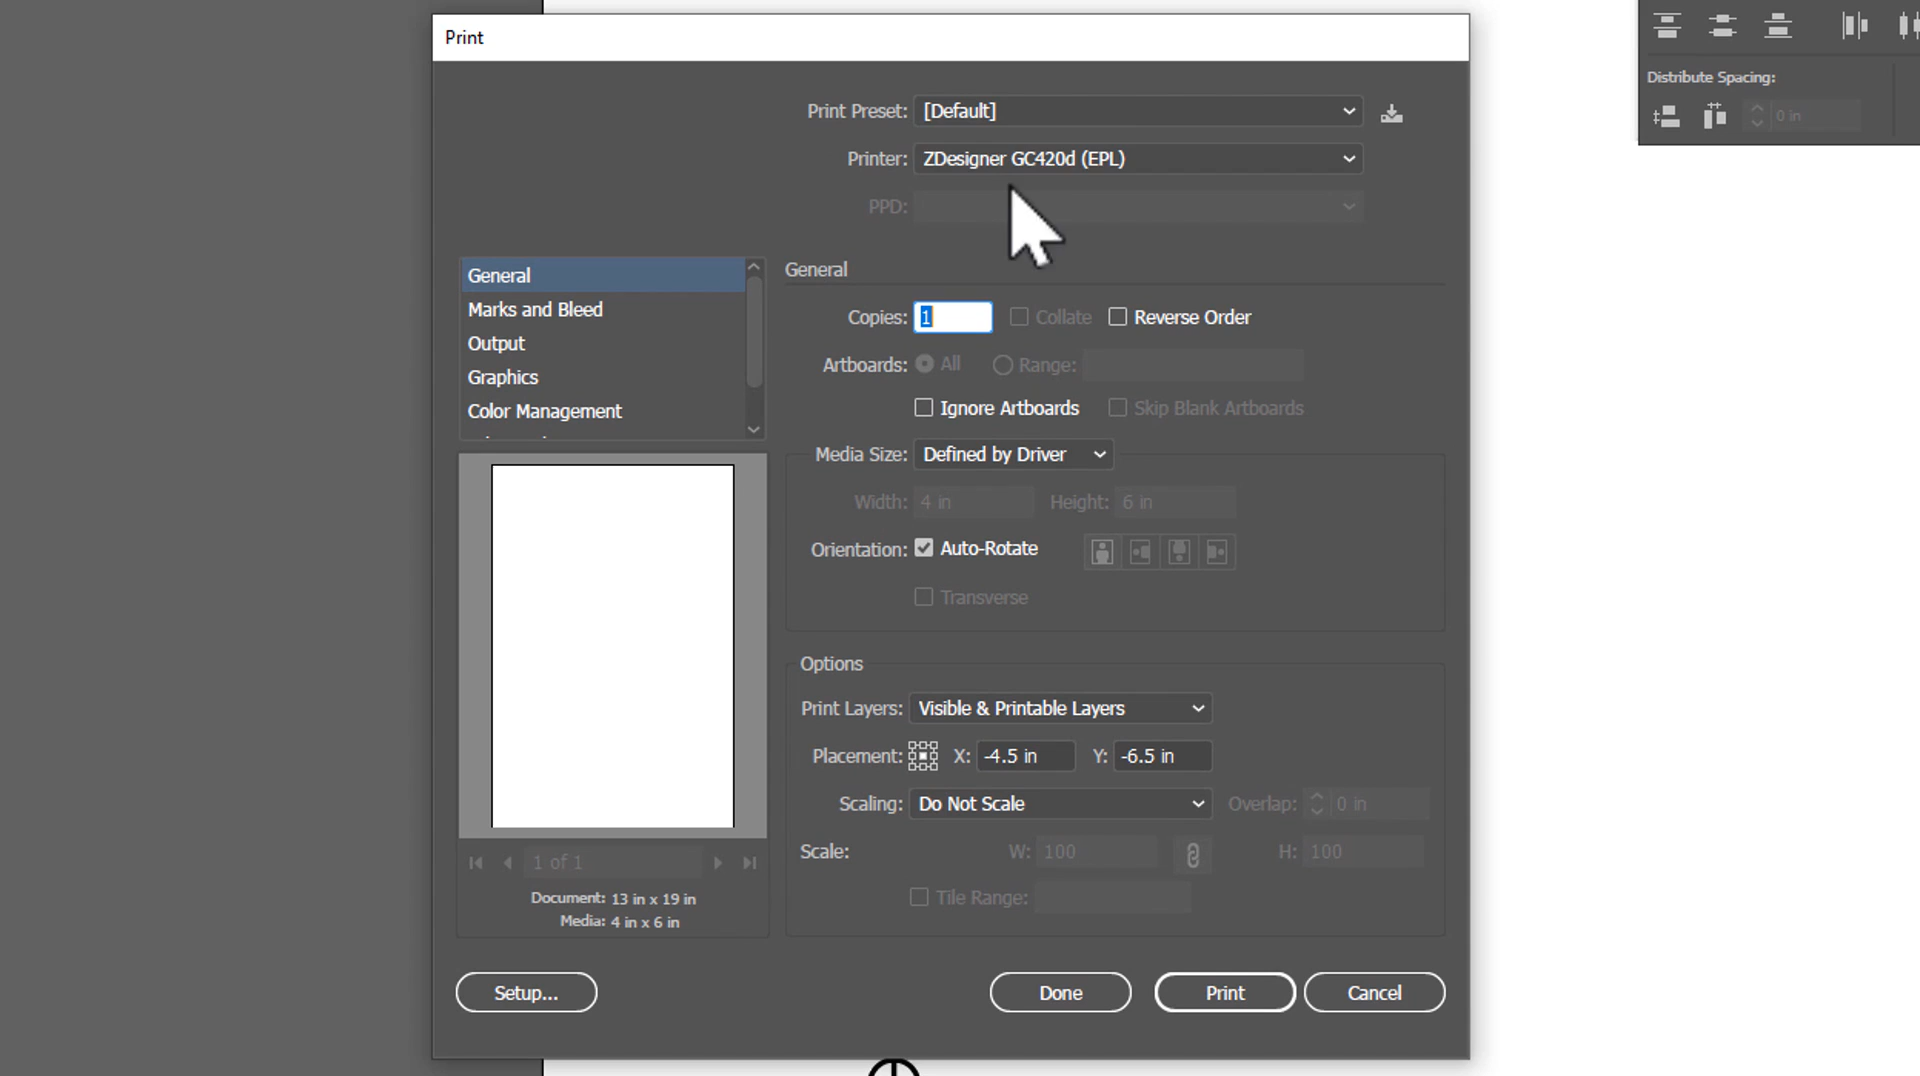 Print
Distribute Spacing:
0 in
Print Preset: [Default]
Printer: ZDesigner GC420d (EPL)
PPD:
General
Marks and Bleed
Output
Graphics
Color Management
General
Copies: 1 Collate Reverse Order
Artboards: All Range:
Ignore Artboards Skip Blank Artboards
Media Size: Defined by Driver
Width: 4 in Height: 6 in
Orientation: Auto-Rotate
Transverse
Options
Print Layers: Visible & Printable Layers
Placement: X: -4.5 in Y: -6.5 in
Scaling: Do Not Scale Overlap: 0 in
Scale: W: 100 H: 100
Tile Range:
1 of 1
Document: 13 in x 19 in
Media: 4 in x 6 in
Setup... Done Print Cancel